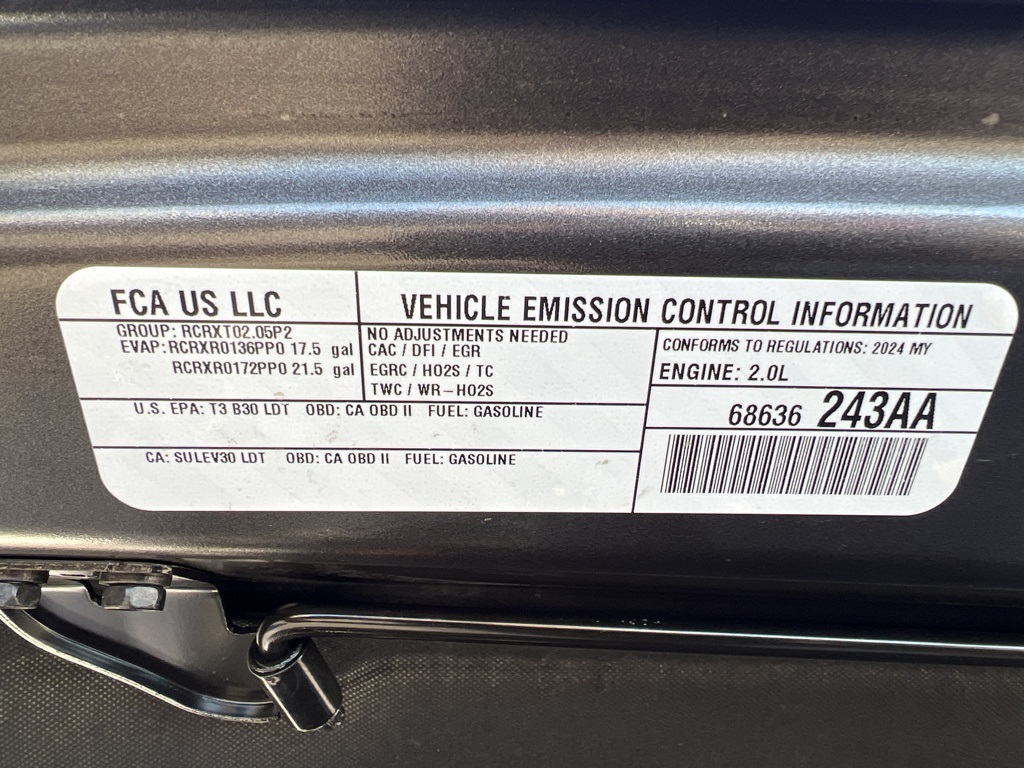 FCA US LLC
VEHICLE EMISSION CONTROL INFORMATION
GROUP: RCRXT02.05P2
EVAP:RCRXR0136PP0 17.5 gal
RCRXR0172PP0 21.5 gal
NO ADJUSTMENTS NEEDED
CAC / DFI / EGR
EGRC / HO2S / TC
TWC / WR-HO2S
CONFORMS TO REGULATIONS: 2024 MY
ENGINE: 2.0L
U.S. EPA: T3 B30 LDT OBD: CA OBD II FUEL: GASOLINE
68636 243AA
CA: SULEV30 LDT OBD: CA OBD II FUEL: GASOLINE